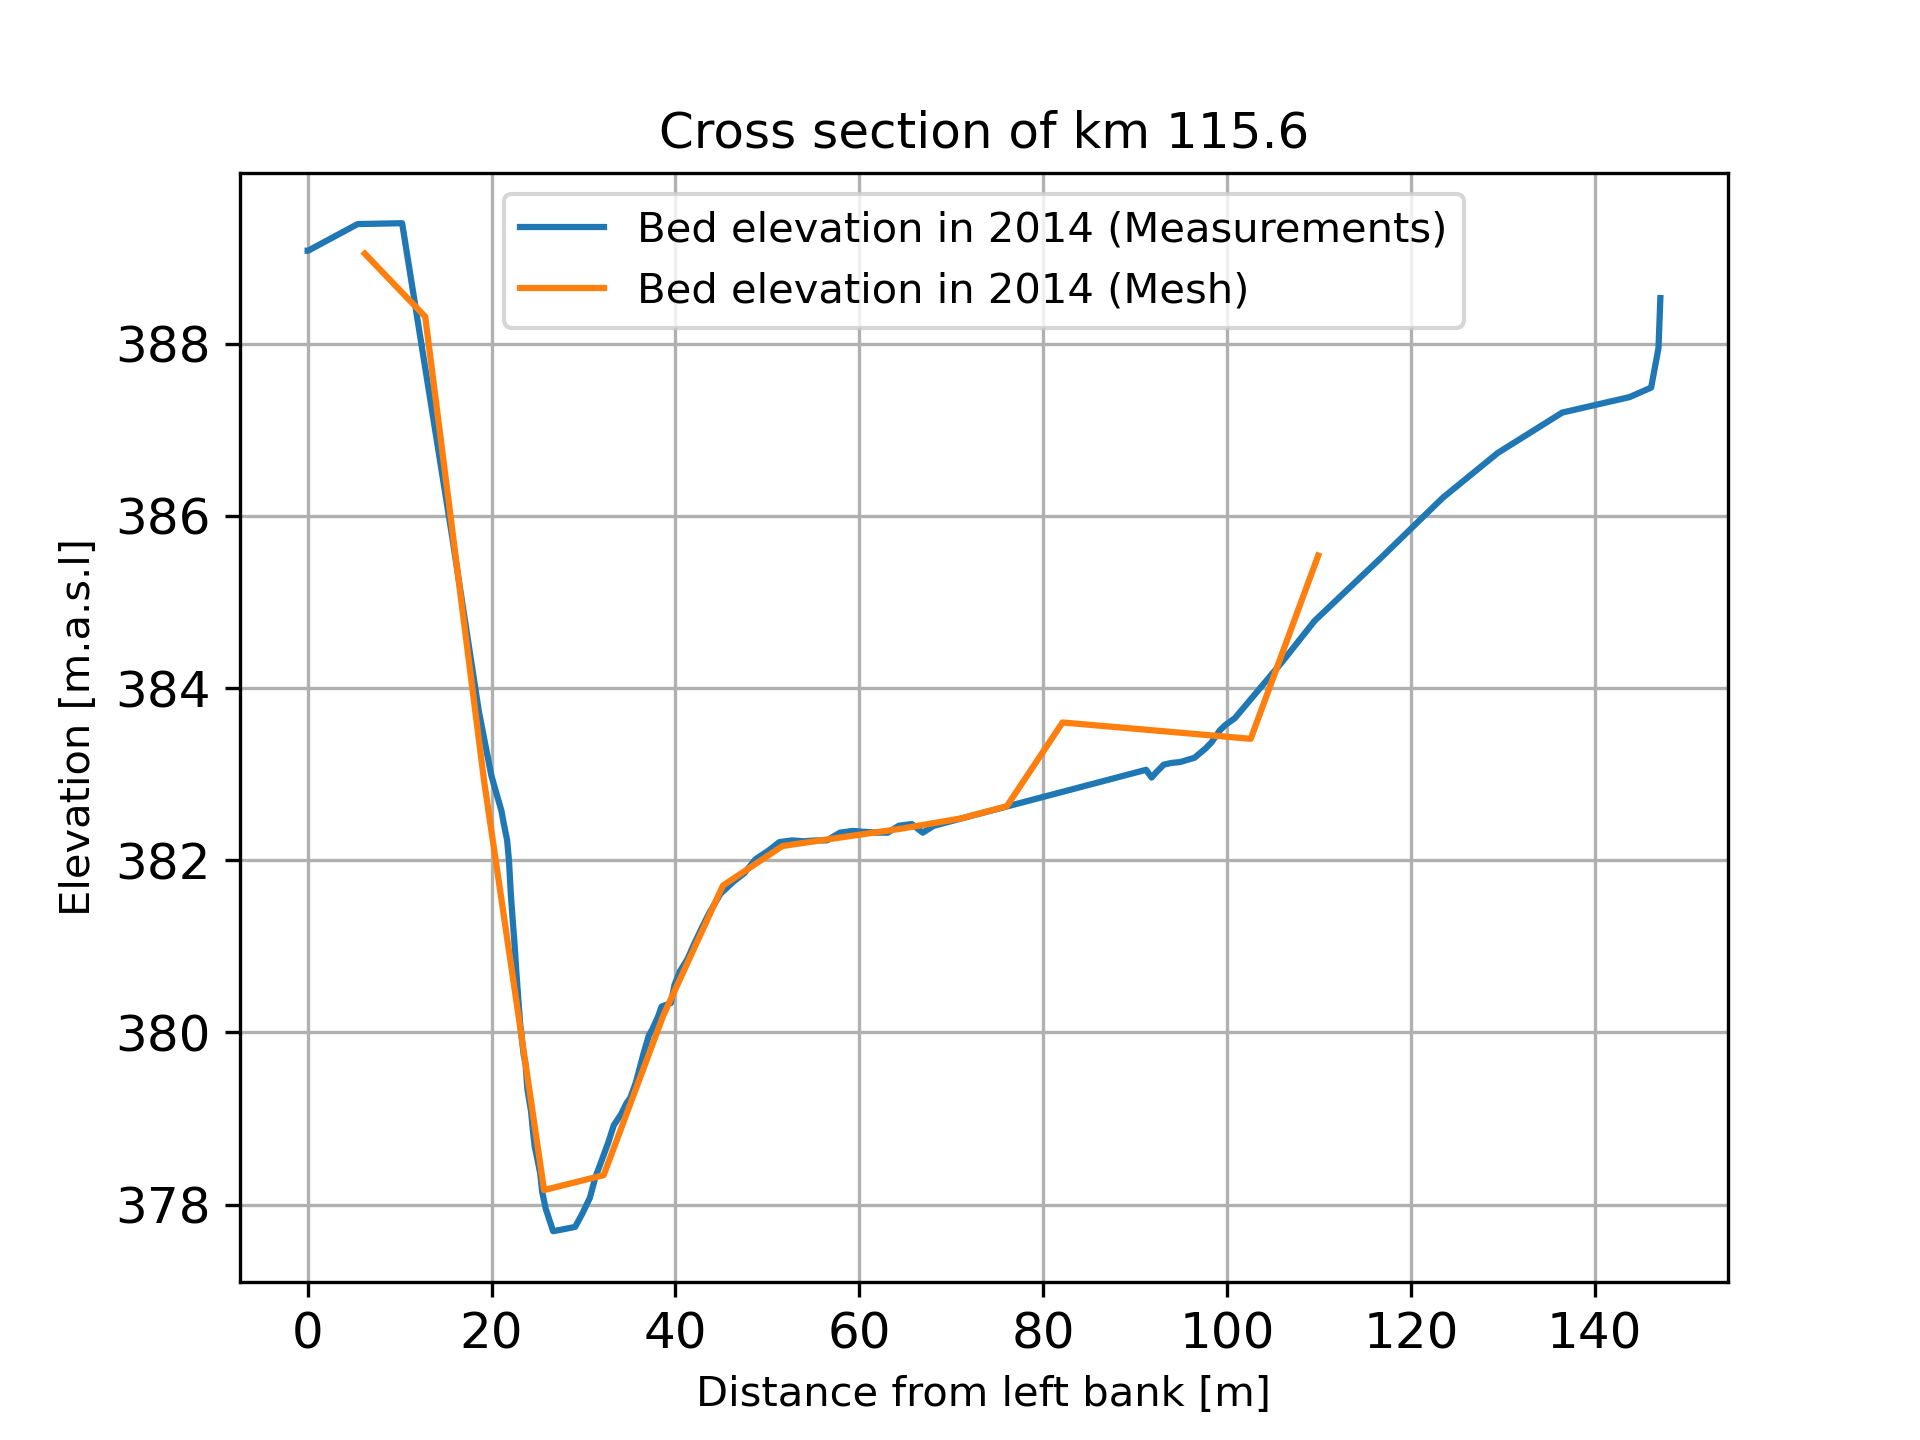 Cross section of km 115.6
Bed elevation in 2014 (Measurements)
Bed elevation in 2014 (Mesh)
388
386
384
382
380
378
Elevation [m.a.s.l]
0 20 40 60 80 100 120 140
Distance from left bank [m]